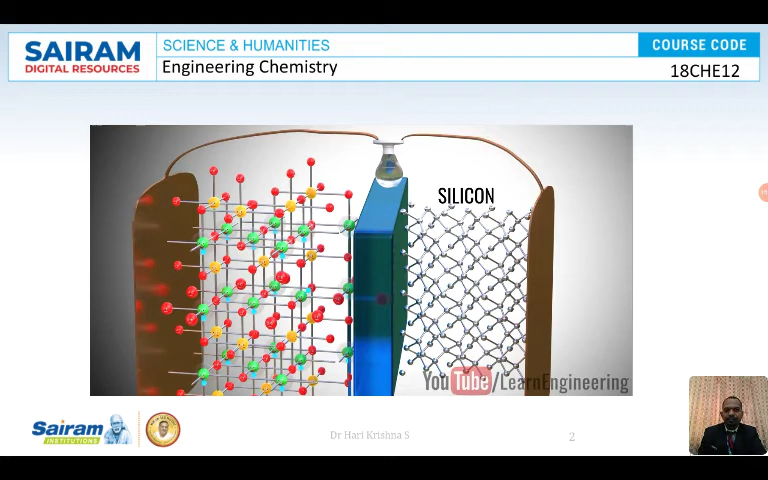 SAIRAM
DIGITAL RESOURCES
SCIENCE & HUMANITIES
Engineering Chemistry
COURSE CODE
18CHE12
SILICON
YouTube/LearnEngineering
Sairam
INSTITUTIONS
Dr Hari Krishna S
2